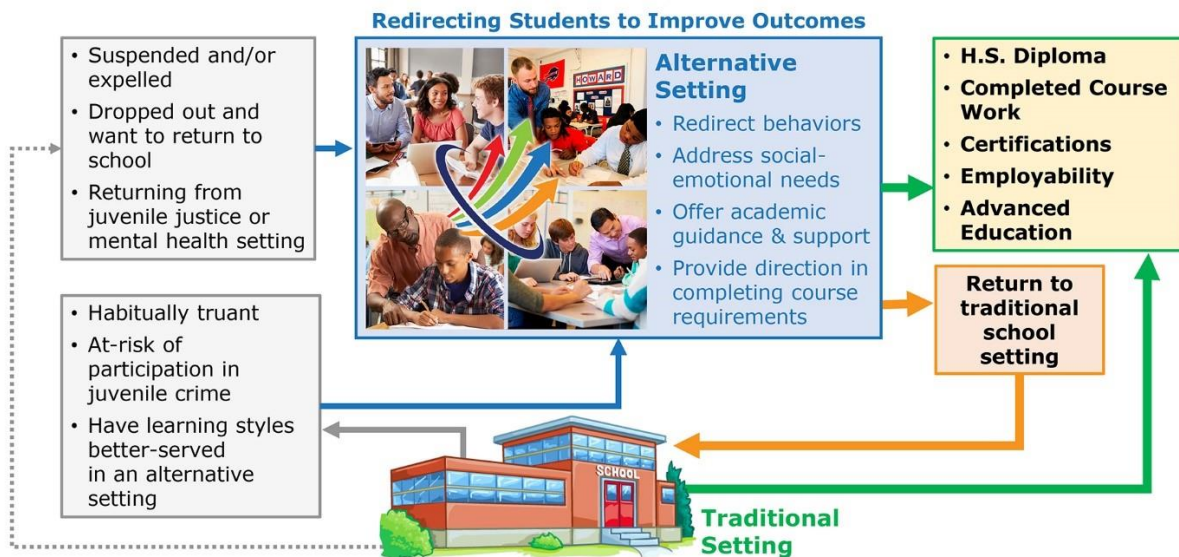 Redirecting Students to Improve Outcomes
• Suspended and/or
expelled
• Dropped out and
want to return to
school
• Returning from
juvenile justice or
mental health setting
• Habitually truant
• At-risk of
participation in
juvenile crime
• Have learning styles
better-served
in an alternative
setting
HOWARD
Alternative
Setting
• Redirect behaviors
• Address social-
emotional needs
• Offer academic
guidance & support
• Provide direction in
completing course
requirements
• H.S. Diploma
• Completed Course
Work
• Certifications
• Employability
• Advanced
Education
Return to
traditional
school
setting
SCHOOL
Traditional
Setting